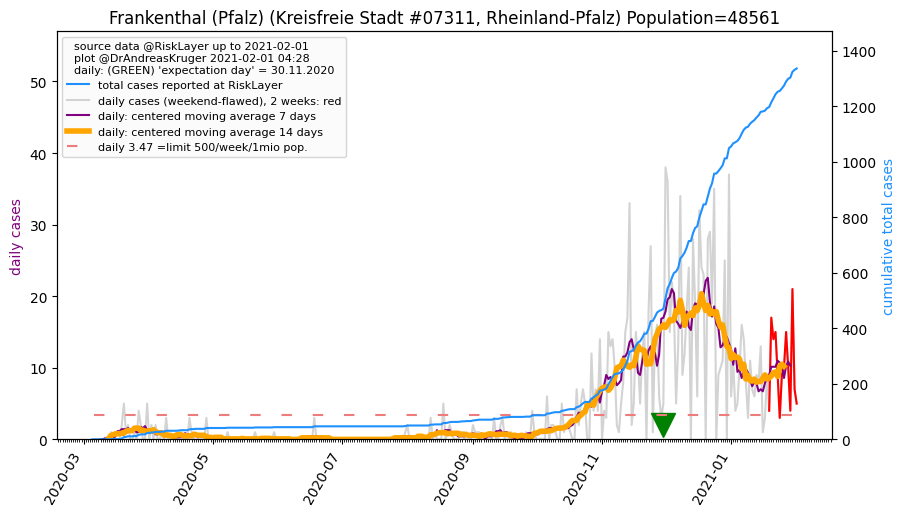 Frankenthal (Pfalz) (Kreisfreie Stadt #07311, Rheinland-Pfalz) Population=48561
source data @RiskLayer up to 2021-02-01
plot @DrAndreasKruger 2021-02-01 04:28
daily: (GREEN) 'expectation day' = 30.11.2020
total cases reported at RiskLayer
daily cases (weekend-flawed), 2 weeks: red
daily: centered moving average 7 days
daily: centered moving average 14 days
daily 3.47 =limit 500/week/1mio pop.
daily cases
50
40
30
20
10
0
1400
1200
1000
800
600
400
200
0
cumulative total cases
2020-03
2020-05
2020-07
2020-09
2020-11
2021-01